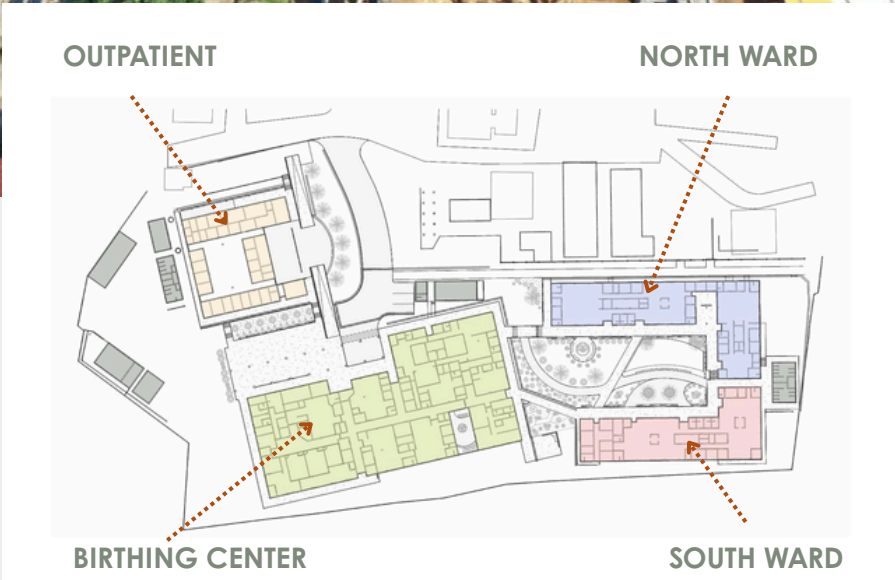 OUTPATIENT
NORTH WARD
BIRTHING CENTER
SOUTH WARD